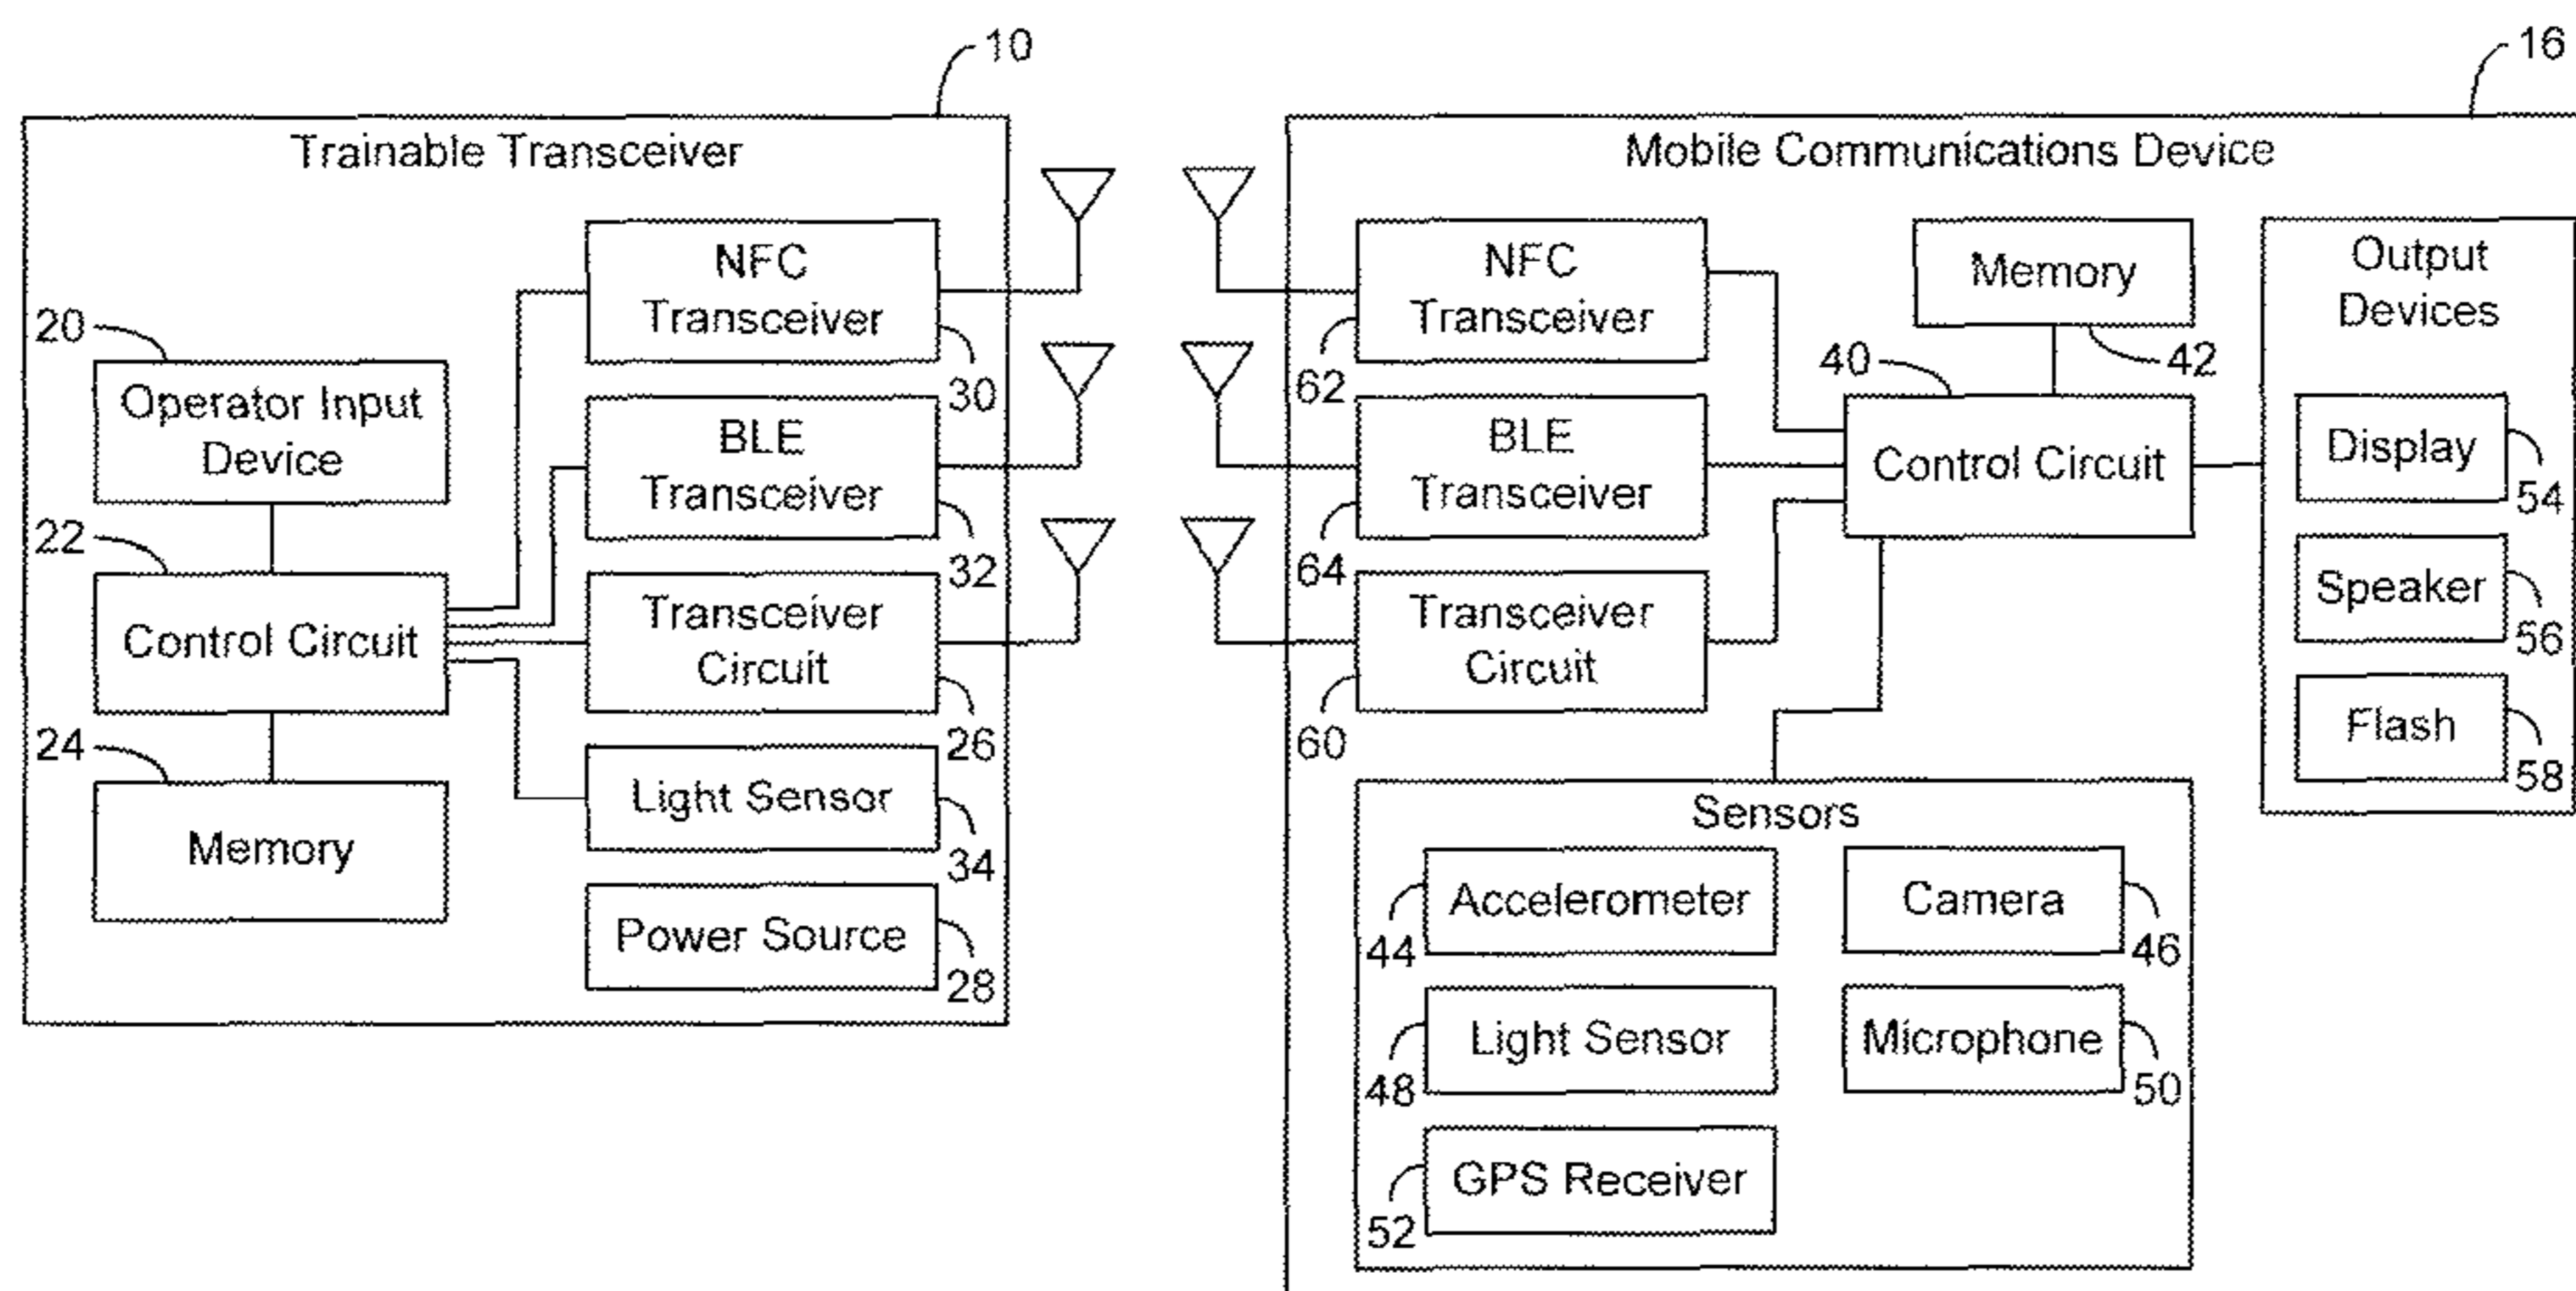 10
16
Trainable Transceiver
Mobile Communications Device
NFC
Transceiver
30
20
Operator Input
Device
BLE
Transceiver
32
22
Control Circuit
Transceiver
Circuit
26
24
Memory
Light Sensor
34
Power Source
28
NFC
Transceiver
62
Memory
42
40
Control Circuit
BLE
Transceiver
64
Transceiver
Circuit
60
Output
Devices
Display
54
Speaker
56
Flash
58
Sensors
Accelerometer
44
Camera
46
Light Sensor
48
Microphone
50
GPS Receiver
52